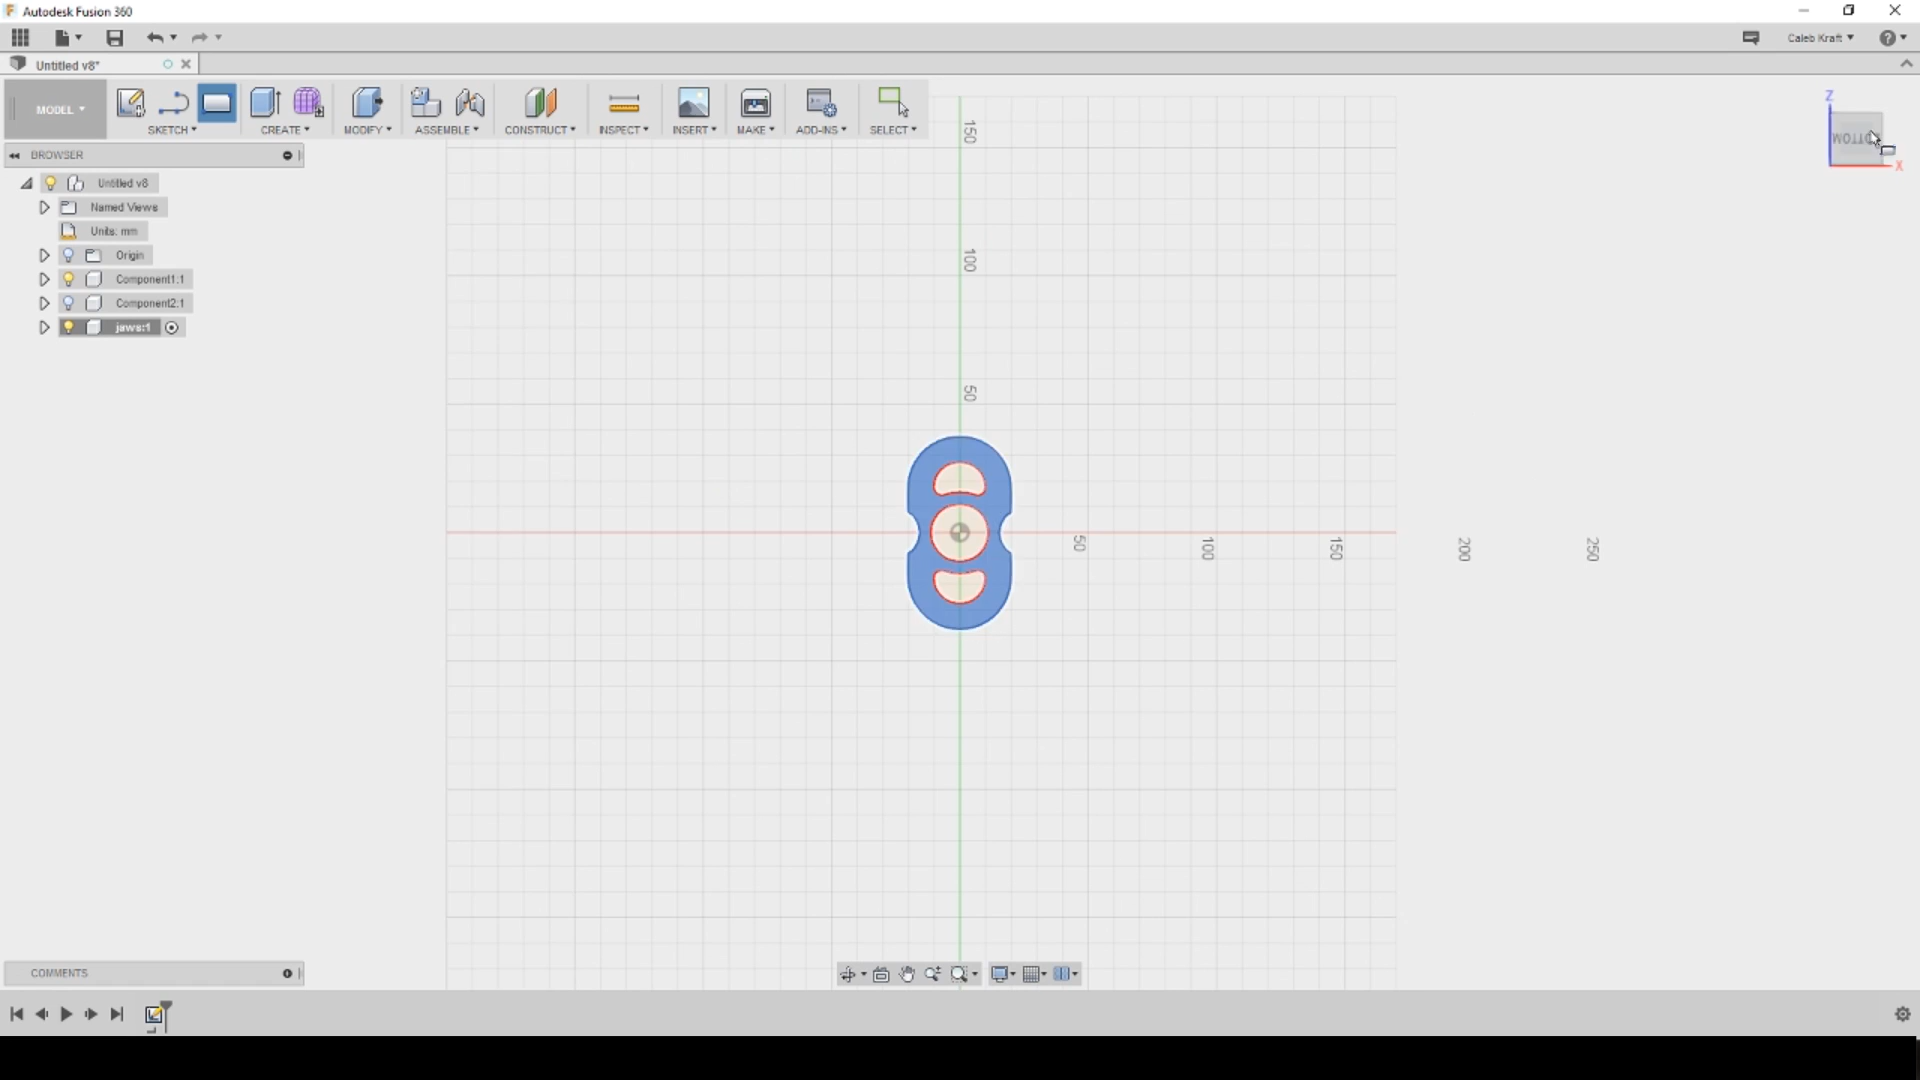 Autodesk Fusion 360
Caleb Kraft
Untitled v8*
MODEL
SKETCH
CREATE
MODIFY
ASSEMBLE
CONSTRUCT
INSPECT
INSERT
MAKE
ADD-INS
SELECT
BROWSER
Untitled v8
Named Views
Units: mm
Origin
Component1:1
Component2:1
jaws:1
Z
BOTTOM
X
150
100
50
50
100
150
200
250
COMMENTS